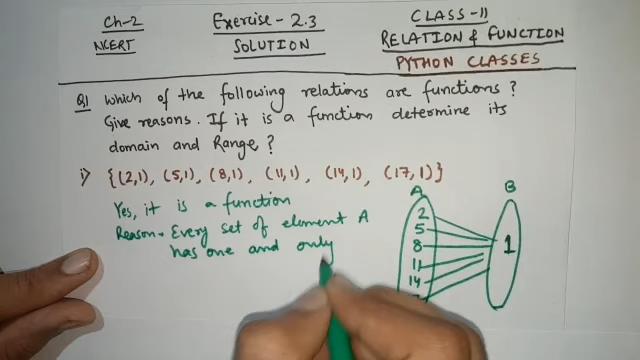 Ch-2
NCERT
Exercise - 2.3
SOLUTION
CLASS-11
RELATION & FUNCTION
PYTHON CLASSES
Q.1 Which of the following relations are functions?
Give reasons. If it is a function determine its
domain and Range?
i) {(2,1), (5,1), (8,1), (11,1), (14,1), (17,1)}
Yes, it is a function
Reason → Every set of element A
has one and only
A
B
2
5
8
11
14
1